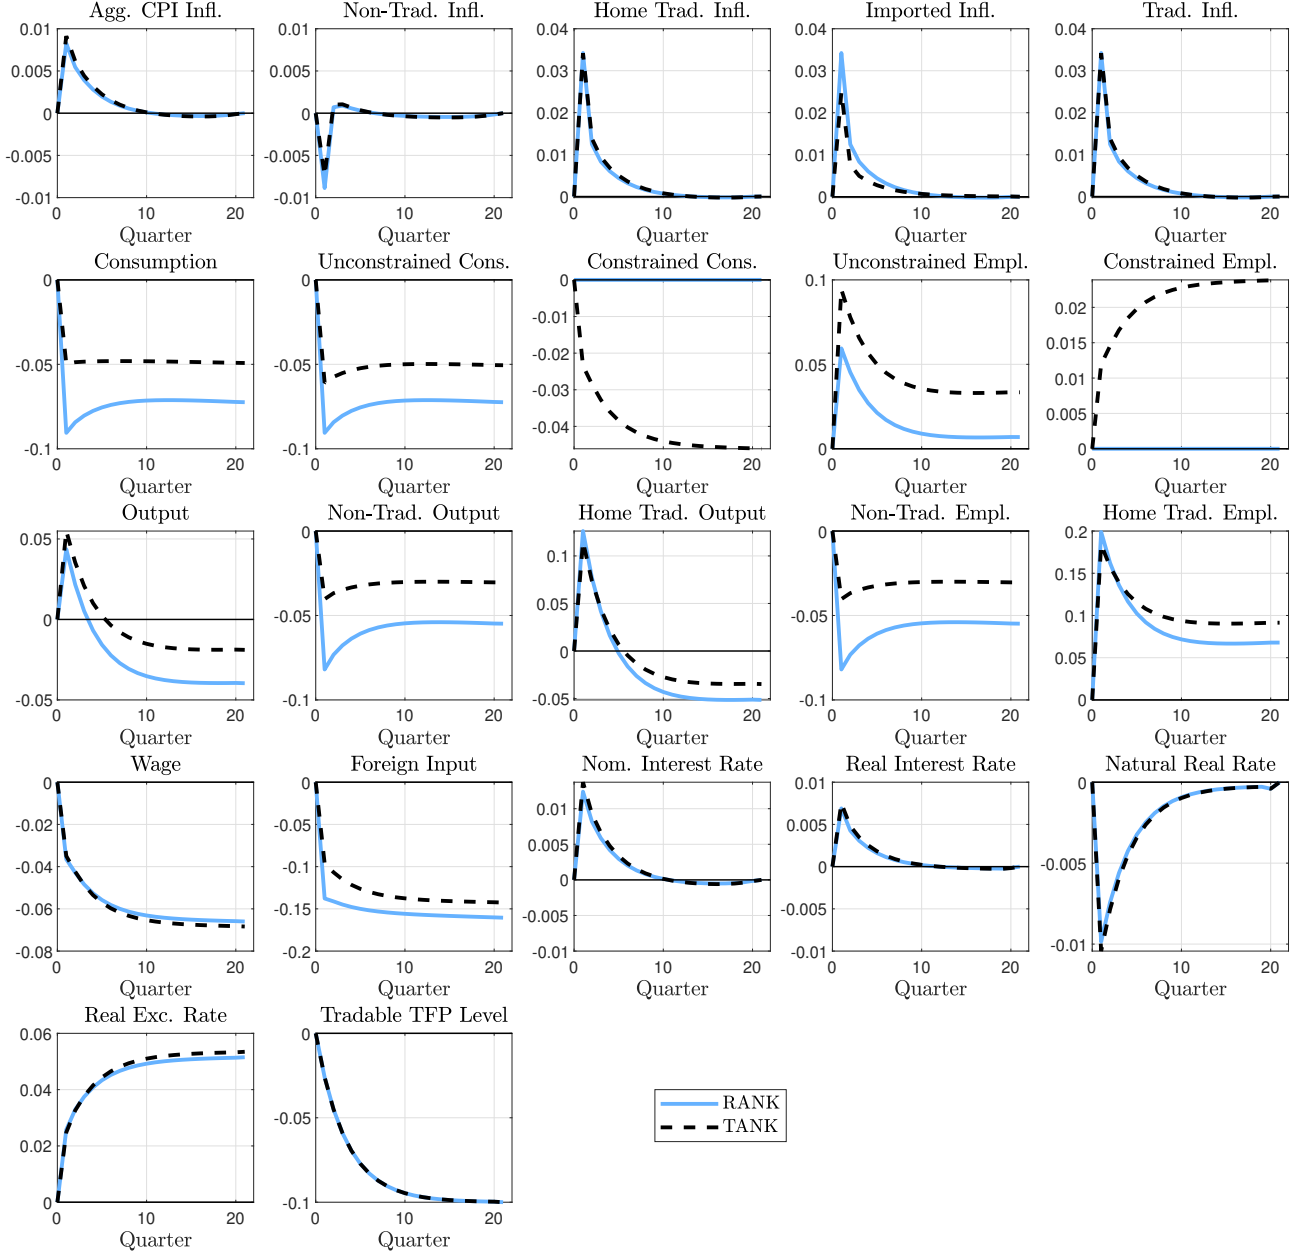 Agg. CPI Infl.
0.01
0.005
0
-0.005
-0.01
0 10 20
Quarter
Non-Trad. Infl.
0.01
0.005
0
-0.005
-0.01
0 10 20
Quarter
Home Trad. Infl.
0.04
0.03
0.02
0.01
0
0 10 20
Quarter
Imported Infl.
0.04
0.03
0.02
0.01
0
0 10 20
Quarter
Trad. Infl.
0.04
0.03
0.02
0.01
0
0 10 20
Quarter
Consumption
0
-0.05
-0.1
0 10 20
Quarter
Unconstrained Cons.
0
-0.05
-0.1
0 10 20
Quarter
Constrained Cons.
0
-0.01
-0.02
-0.03
-0.04
0 10 20
Quarter
Unconstrained Empl.
0.1
0.05
0
0 10 20
Quarter
Constrained Empl.
0.02
0.015
0.01
0.005
0
0 10 20
Quarter
Output
0.05
0
-0.05
0 10 20
Quarter
Non-Trad. Output
0
-0.05
-0.1
0 10 20
Quarter
Home Trad. Output
0.1
0.05
0
-0.05
0 10 20
Quarter
Non-Trad. Empl.
0
-0.05
-0.1
0 10 20
Quarter
Home Trad. Empl.
0.2
0.15
0.1
0.05
0
0 10 20
Quarter
Wage
0
-0.02
-0.04
-0.06
-0.08
0 10 20
Quarter
Foreign Input
0
-0.05
-0.1
-0.15
-0.2
0 10 20
Quarter
Nom. Interest Rate
0.01
0.005
0
-0.005
-0.01
0 10 20
Quarter
Real Interest Rate
0.01
0.005
0
-0.005
-0.01
0 10 20
Quarter
Natural Real Rate
0
-0.005
-0.01
0 10 20
Quarter
Real Exc. Rate
0.06
0.04
0.02
0
0 10 20
Quarter
Tradable TFP Level
0
-0.05
-0.1
0 10 20
Quarter
RANK
TANK